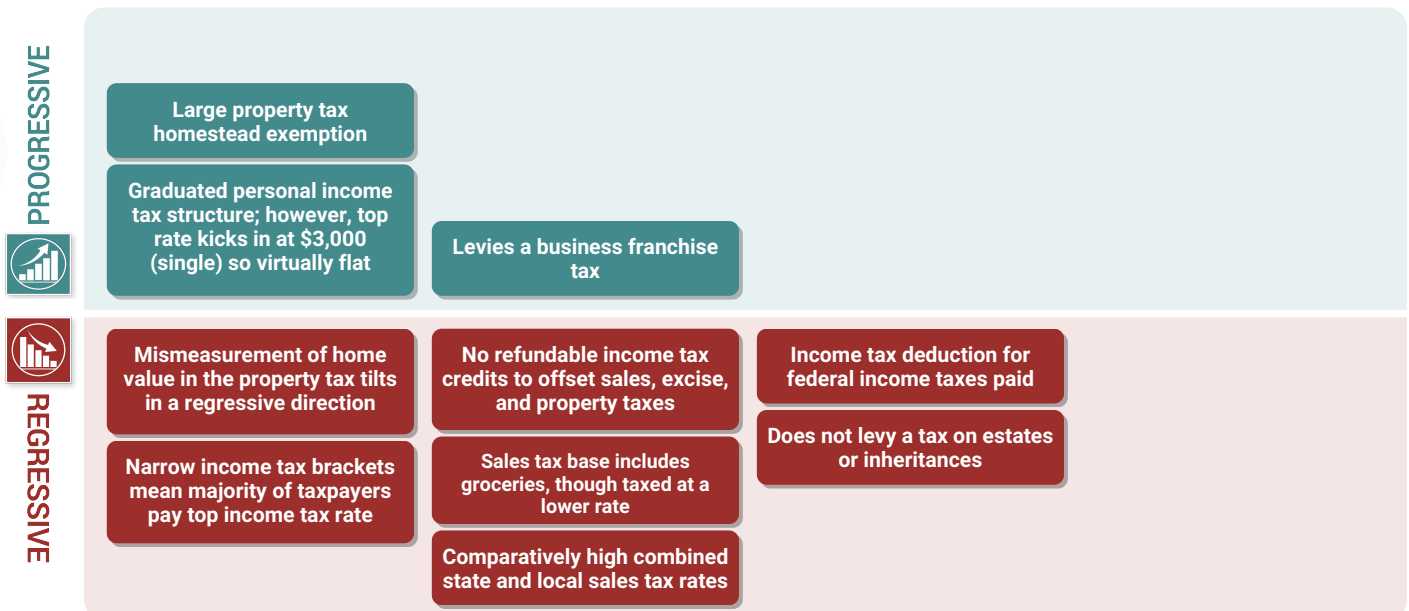 PROGRESSIVE
Large property tax
homestead exemption
Graduated personal income
tax structure; however, top
rate kicks in at $3,000
(single) so virtually flat
Levies a business franchise
tax
REGRESSIVE
Mismeasurement of home
value in the property tax tilts
in a regressive direction
Narrow income tax brackets
mean majority of taxpayers
pay top income tax rate
No refundable income tax
credits to offset sales, excise,
and property taxes
Sales tax base includes
groceries, though taxed at a
lower rate
Comparatively high combined
state and local sales tax rates
Income tax deduction for
federal income taxes paid
Does not levy a tax on estates
or inheritances